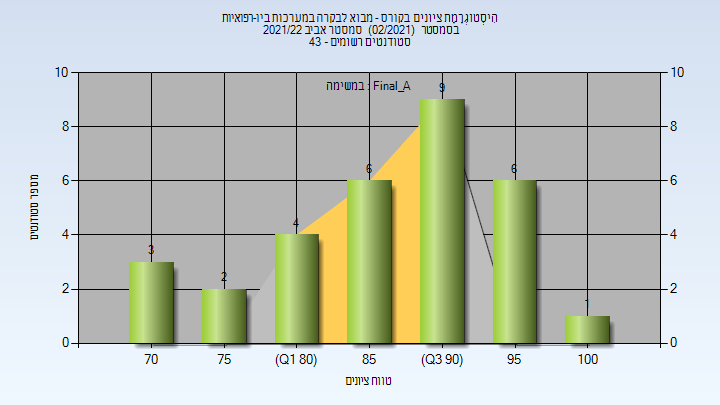 הִיסְטוֹגְרָמַת ציונים בקורס - מבוא לבקרה במערכות ביו-רפואיות
בסמסטר (02/2021) סמסטר אביב 2021/22
סטודנטים רשומים - 43
במשימה : Final_A
מספר סטודנטים
10 10
8 8
6 6
4 4
2 2
0 0
3 2 4 6 9 6 1
70 75 (Q1 80) 85 (Q3 90) 95 100
טווח ציונים